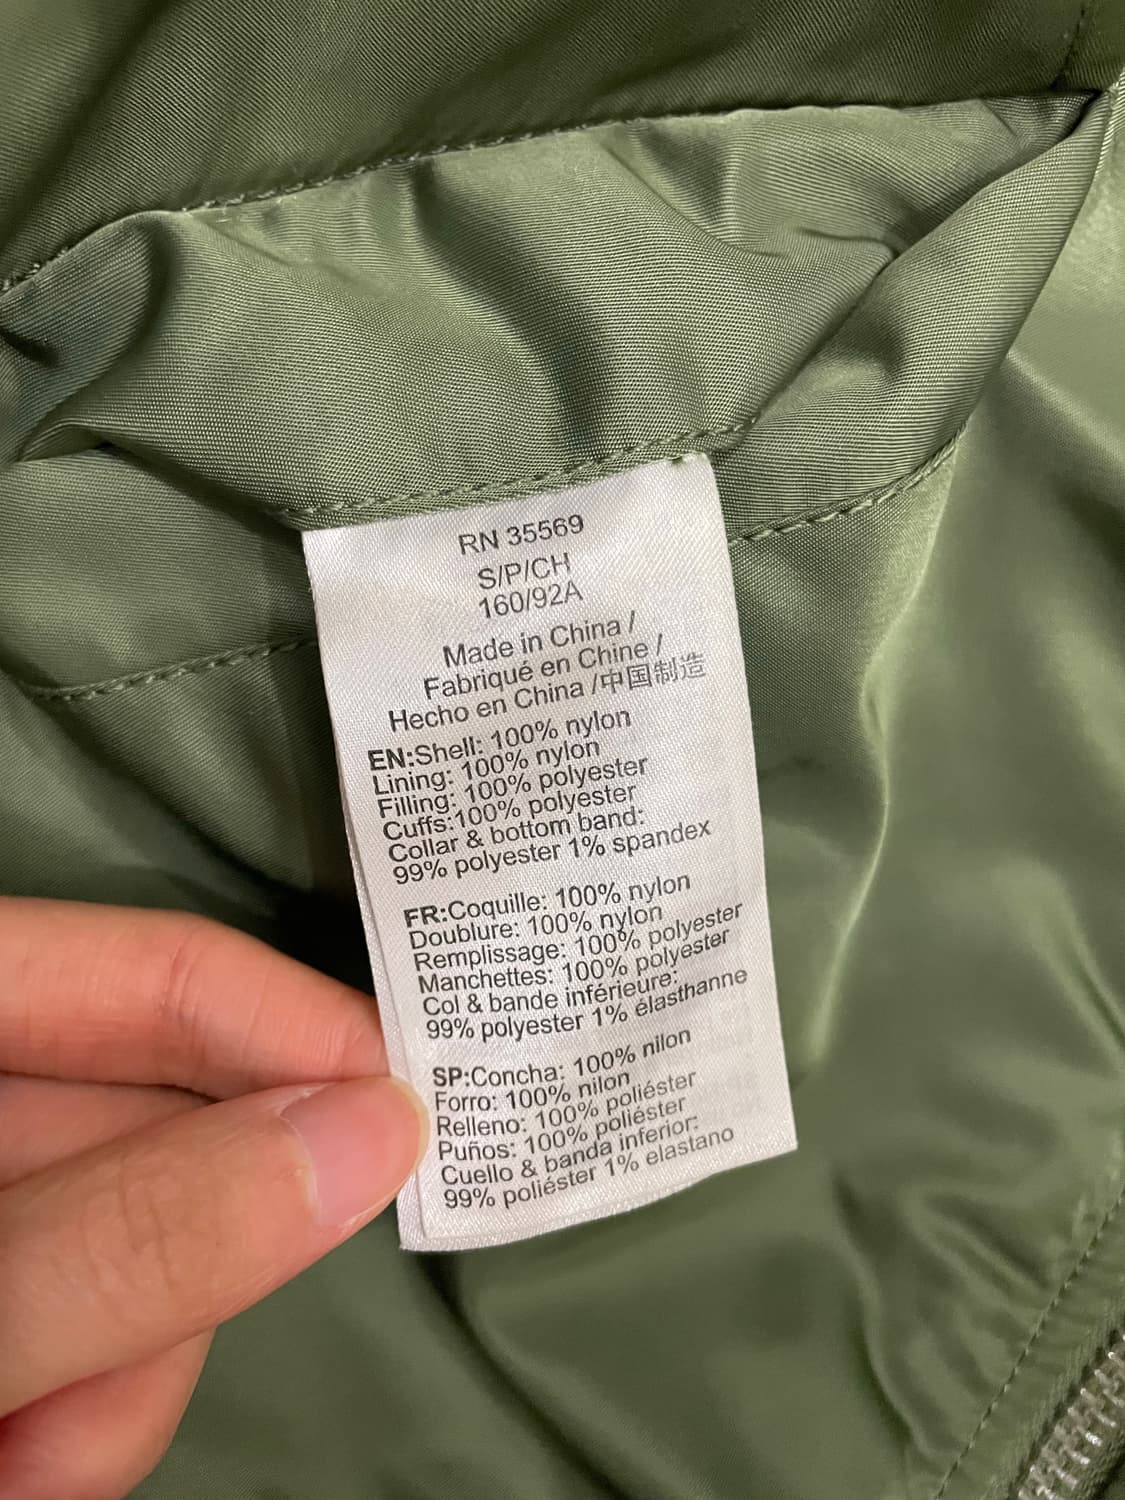 RN 35569
S/P/CH
160/92A
Made in China /
Fabriqué en Chine /
Hecho en China /中国制造
EN:Shell: 100% nylon
Lining: 100% nylon
Filling: 100% polyester
Cuffs:100% polyester
Collar & bottom band:
99% polyester 1% spandex
FR:Coquille: 100% nylon
Doublure: 100% nylon
Remplissage: 100% polyester
Manchettes: 100% polyester
Col & bande inférieure:
99% polyester 1% élasthanne
SP:Concha: 100% nilon
Forro: 100% nilon
Relleno: 100% poliéster
Puños: 100% poliéster
Cuello & banda inferior:
99% poliéster 1% elastano